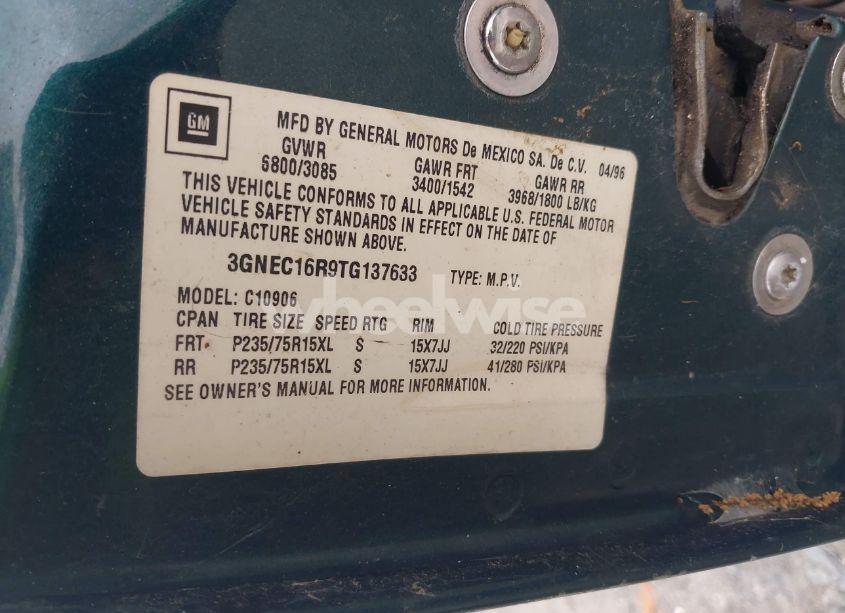 GM
MFD BY GENERAL MOTORS De MEXICO SA. De C.V. 04/96
GVWR GAWR FRT GAWR RR
6800/3085 3400/1542 3968/1800 LB/KG
THIS VEHICLE CONFORMS TO ALL APPLICABLE U.S. FEDERAL MOTOR
VEHICLE SAFETY STANDARDS IN EFFECT ON THE DATE OF
MANUFACTURE SHOWN ABOVE.
3GNEC16R9TG137633 TYPE: M.P.V.
MODEL: C10906
wheelwise
CPAN TIRE SIZE SPEED RTG RIM COLD TIRE PRESSURE
FRT P235/75R15XL S 15X7JJ 32/220 PSI/KPA
RR P235/75R15XL S 15X7JJ 41/280 PSI/KPA
SEE OWNER'S MANUAL FOR MORE INFORMATION.